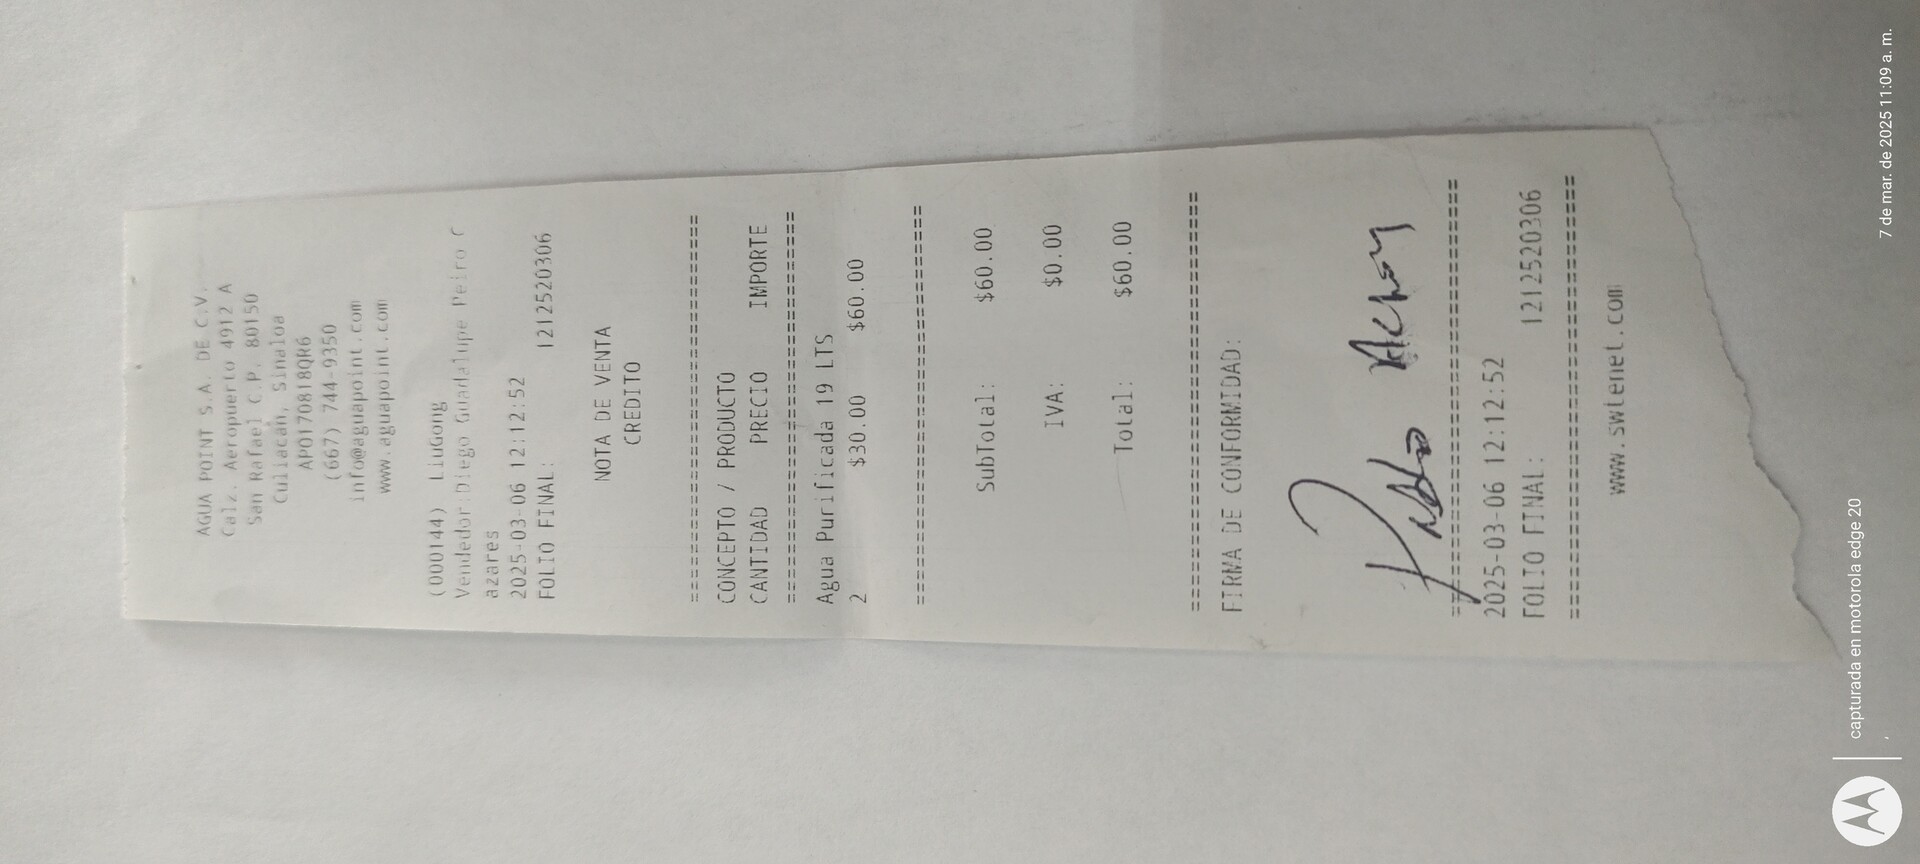 AGUA POINT S.A. DE C.V.
Calz. Aeropuerto 4912 A
San Rafael C.P. 80150
Culiacán, Sinaloa
APO170818QR6
(667) 744-9350
info@aguapoint.com
www.aguapoint.com
(000144) LiuGong
Vendedor:Diego Guadalupe Peiro C
azares
2025-03-06 12:12:52
FOLIO FINAL: 1212520306
NOTA DE VENTA
CREDITO
================================
CONCEPTO / PRODUCTO
CANTIDAD PRECIO IMPORTE
================================
Agua Purificada 19 LTS
2 $30.00 $60.00
================================
SubTotal: $60.00
IVA: $0.00
Total: $60.00
================================
FIRMA DE CONFORMIDAD:
================================
2025-03-06 12:12:52
FOLIO FINAL: 1212520306
================================
www.swtenet.com
capturada en motorola edge 20
7 de mar. de 2025 11:09 a. m.